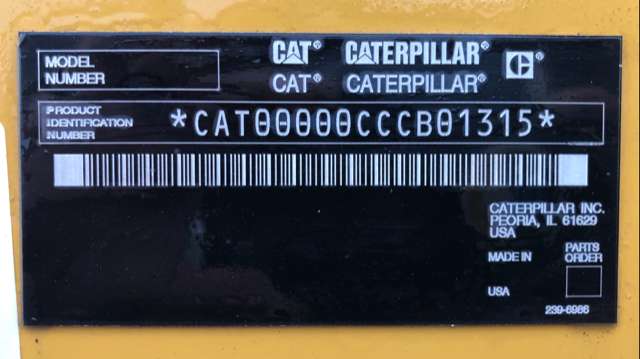 MODEL NUMBER
CAT® CATERPILLAR® C®
CAT® CATERPILLAR®
PRODUCT IDENTIFICATION NUMBER
*CAT00000CCCB01315*
CATERPILLAR INC.
PEORIA, IL 61629
USA
MADE IN
PARTS ORDER
USA
239-6986